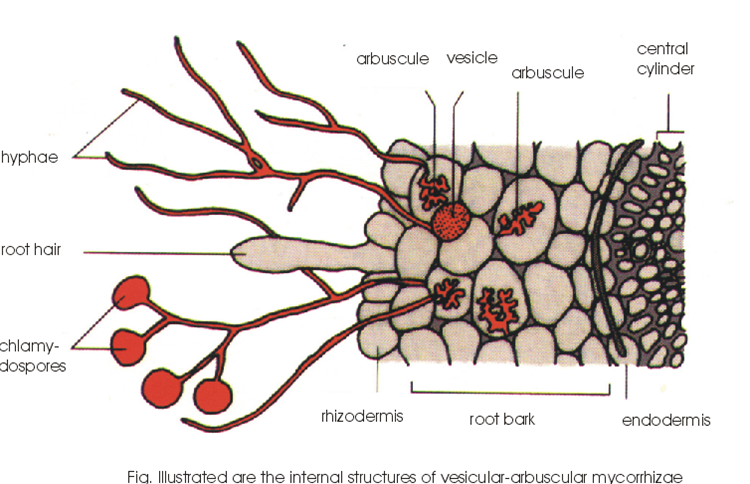 central
cylinder
arbuscule
vesicle
arbuscule
hyphae
root hair
chlamy-
dospores
rhizodermis
root bark
endodermis
Fig. Illustrated are the internal structures of vesicular-arbuscular mycorrhizae